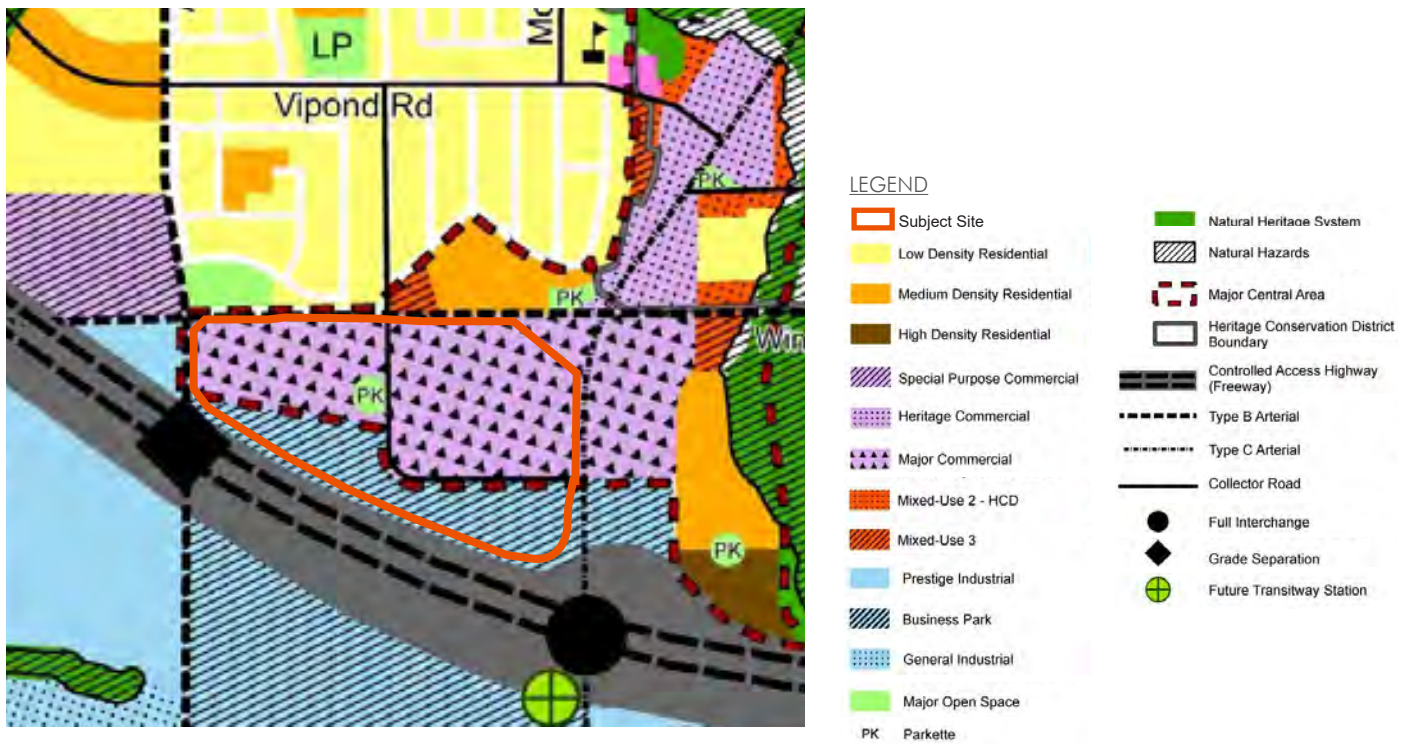 LP
Mc
Vipond Rd
PK
PK
Win
PK
PK
LEGEND
Subject Site
Low Density Residential
Medium Density Residential
High Density Residential
Special Purpose Commercial
Heritage Commercial
Major Commercial
Mixed-Use 2 - HCD
Mixed-Use 3
Prestige Industrial
Business Park
General Industrial
Major Open Space
PK Parkette
Natural Heritage System
Natural Hazards
Major Central Area
Heritage Conservation District
Boundary
Controlled Access Highway
(Freeway)
Type B Arterial
Type C Arterial
Collector Road
Full Interchange
Grade Separation
Future Transitway Station